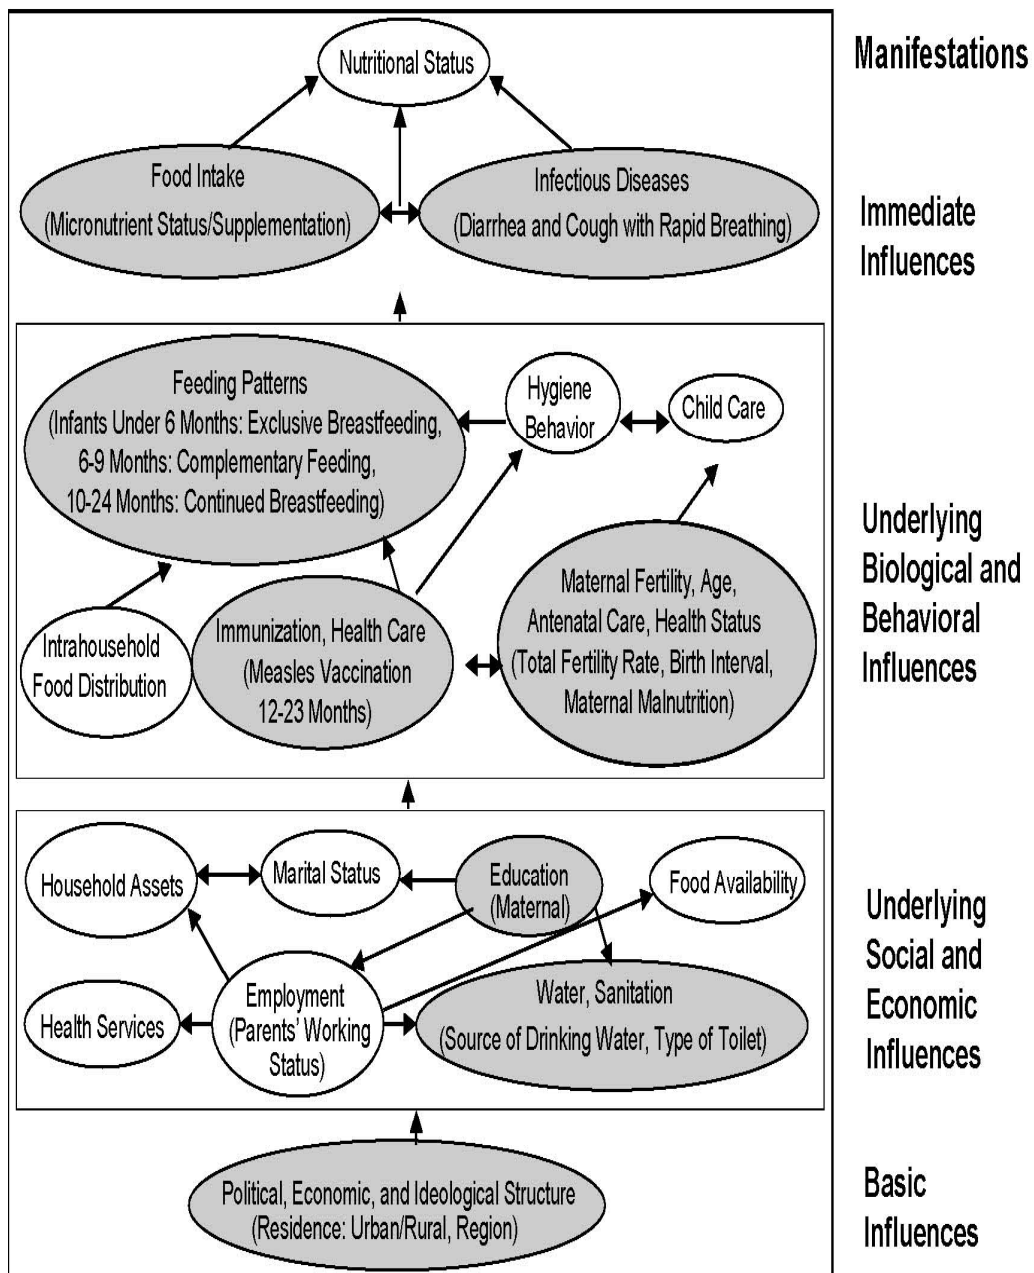 Nutritional Status
Manifestations
Food Intake
(Micronutrient Status/Supplementation)
Infectious Diseases
(Diarrhea and Cough with Rapid Breathing)
Immediate
Influences
Feeding Patterns
(Infants Under 6 Months: Exclusive Breastfeeding,
6-9 Months: Complementary Feeding,
10-24 Months: Continued Breastfeeding)
Hygiene
Behavior
Child Care
Intrahousehold
Food Distribution
Immunization, Health Care
(Measles Vaccination
12-23 Months)
Maternal Fertility, Age,
Antenatal Care, Health Status
(Total Fertility Rate, Birth Interval,
Maternal Malnutrition)
Underlying
Biological and
Behavioral
Influences
Household Assets
Marital Status
Education
(Maternal)
Food Availability
Health Services
Employment
(Parents' Working
Status)
Water, Sanitation
(Source of Drinking Water, Type of Toilet)
Underlying
Social and
Economic
Influences
Political, Economic, and Ideological Structure
(Residence: Urban/Rural, Region)
Basic
Influences